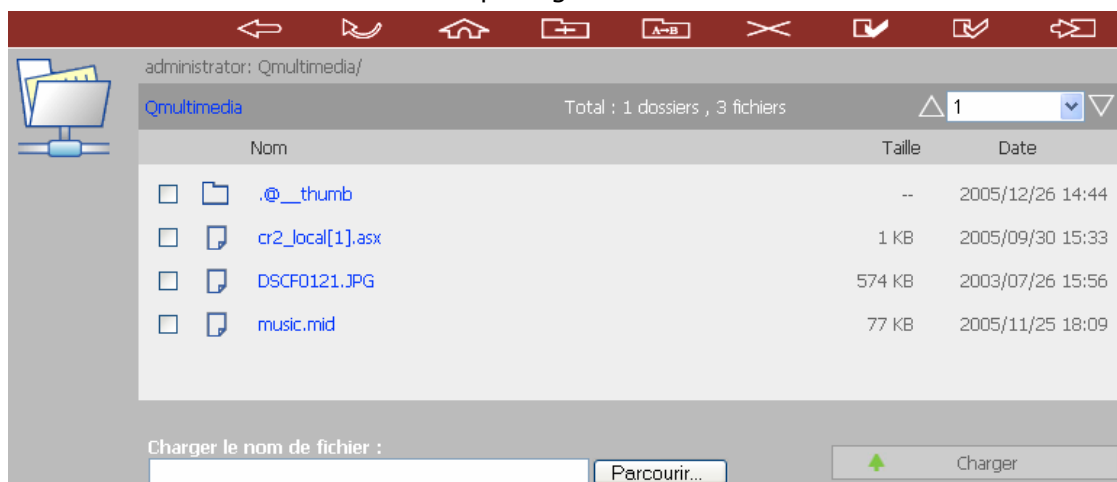 A→B
administrator: Qmultimedia/
Qmultimedia Total : 1 dossiers , 3 fichiers 1
Nom Taille Date
.@__thumb -- 2005/12/26 14:44
cr2_local[1].asx 1 KB 2005/09/30 15:33
DSCF0121.JPG 574 KB 2003/07/26 15:56
music.mid 77 KB 2005/11/25 18:09
Charger le nom de fichier :
Parcourir... Charger